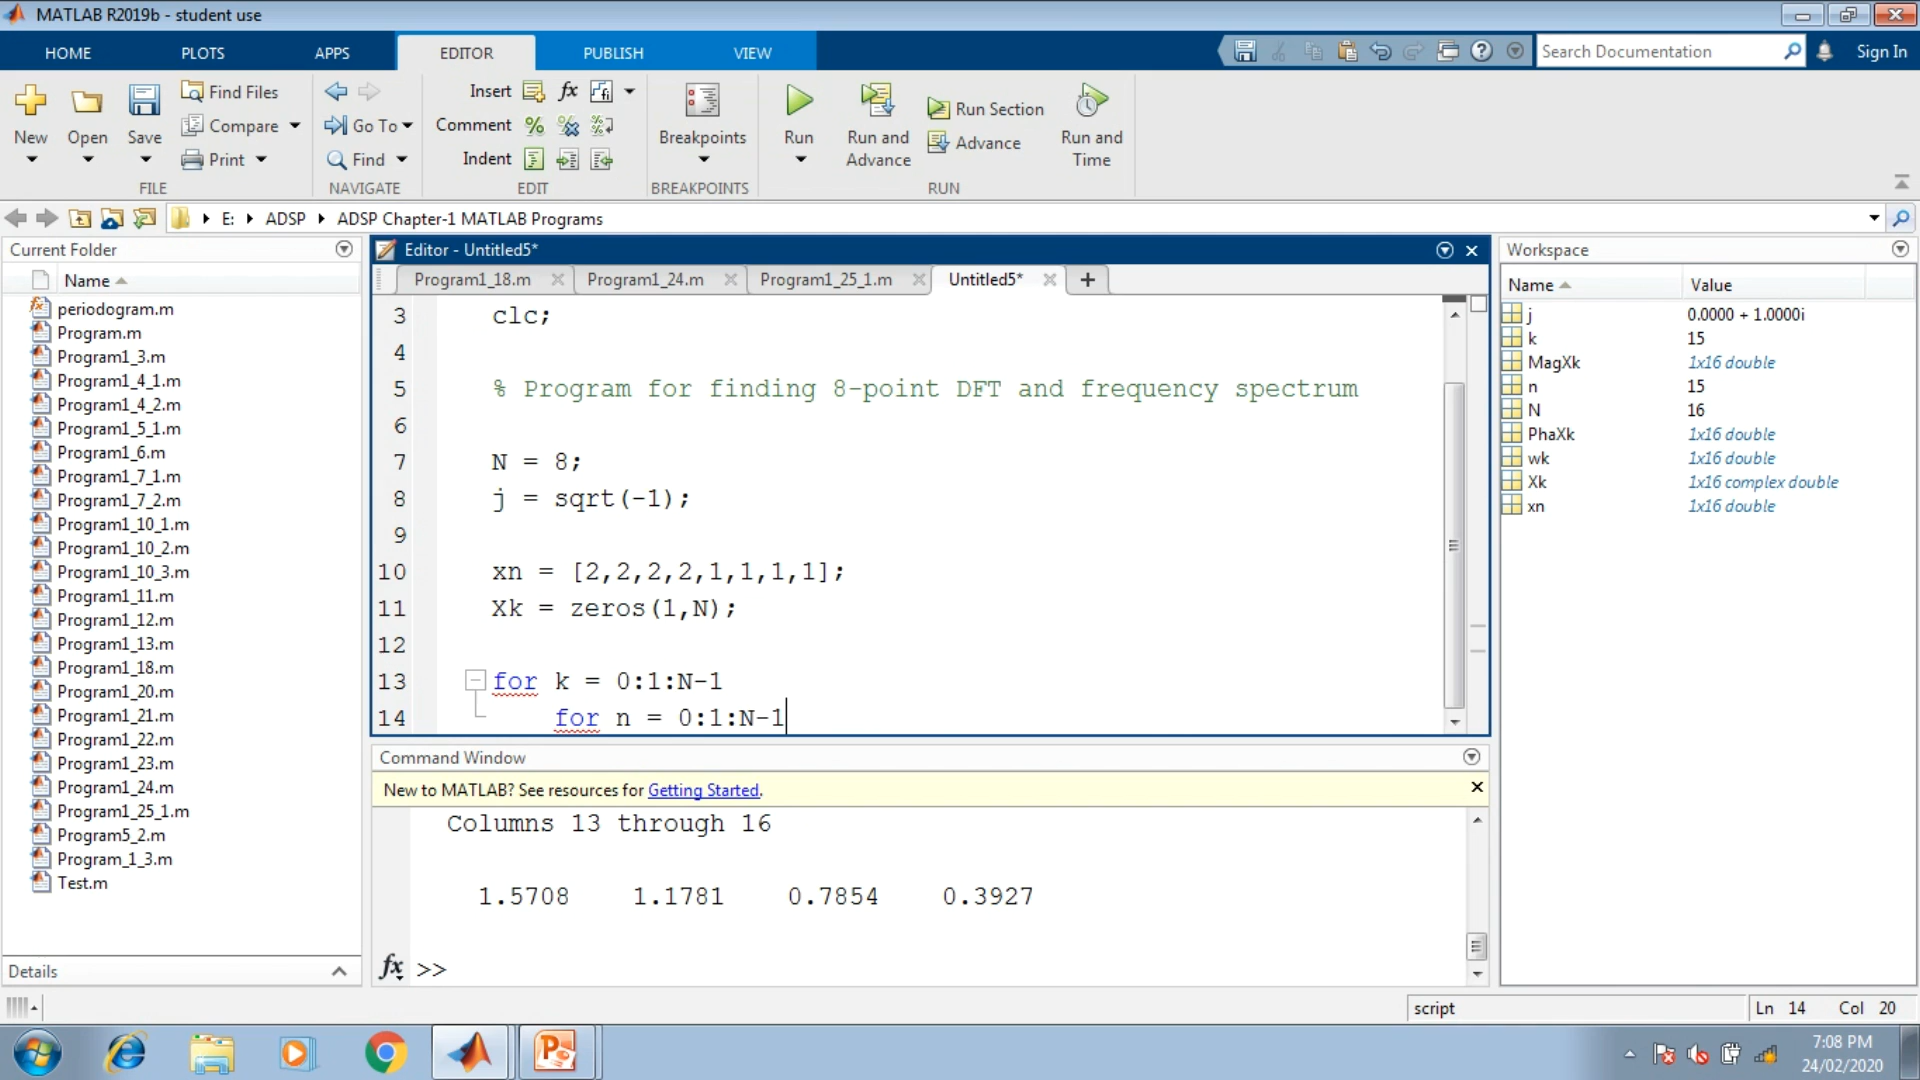 MATLAB R2019b - student use
HOME PLOTS APPS EDITOR PUBLISH VIEW Search Documentation Sign In
New Open Save Find Files Compare Print
Go To Find
Insert fx
Comment
Indent
Breakpoints
Run Run and Advance Run Section Advance Run and Time
FILE NAVIGATE EDIT BREAKPOINTS RUN
E: ADSP ADSP Chapter-1 MATLAB Programs
Current Folder
Name
periodogram.m
Program.m
Program1_3.m
Program1_4_1.m
Program1_4_2.m
Program1_5_1.m
Program1_6.m
Program1_7_1.m
Program1_7_2.m
Program1_10_1.m
Program1_10_2.m
Program1_10_3.m
Program1_11.m
Program1_12.m
Program1_13.m
Program1_18.m
Program1_20.m
Program1_21.m
Program1_22.m
Program1_23.m
Program1_24.m
Program1_25_1.m
Program5_2.m
Program_1_3.m
Test.m
Details
Editor - Untitled5*
Program1_18.m Program1_24.m Program1_25_1.m Untitled5*
3 clc;
4
5 % Program for finding 8-point DFT and frequency spectrum
6
7 N = 8;
8 j = sqrt(-1);
9
10 xn = [2,2,2,2,1,1,1,1];
11 Xk = zeros(1,N);
12
13 for k = 0:1:N-1
14 for n = 0:1:N-1
Command Window
New to MATLAB? See resources for Getting Started.
Columns 13 through 16
1.5708 1.1781 0.7854 0.3927
fx >>
Workspace
Name Value
j 0.0000 + 1.0000i
k 15
MagXk 1x16 double
n 15
N 16
PhaXk 1x16 double
wk 1x16 double
Xk 1x16 complex double
xn 1x16 double
script Ln 14 Col 20
7:08 PM
24/02/2020